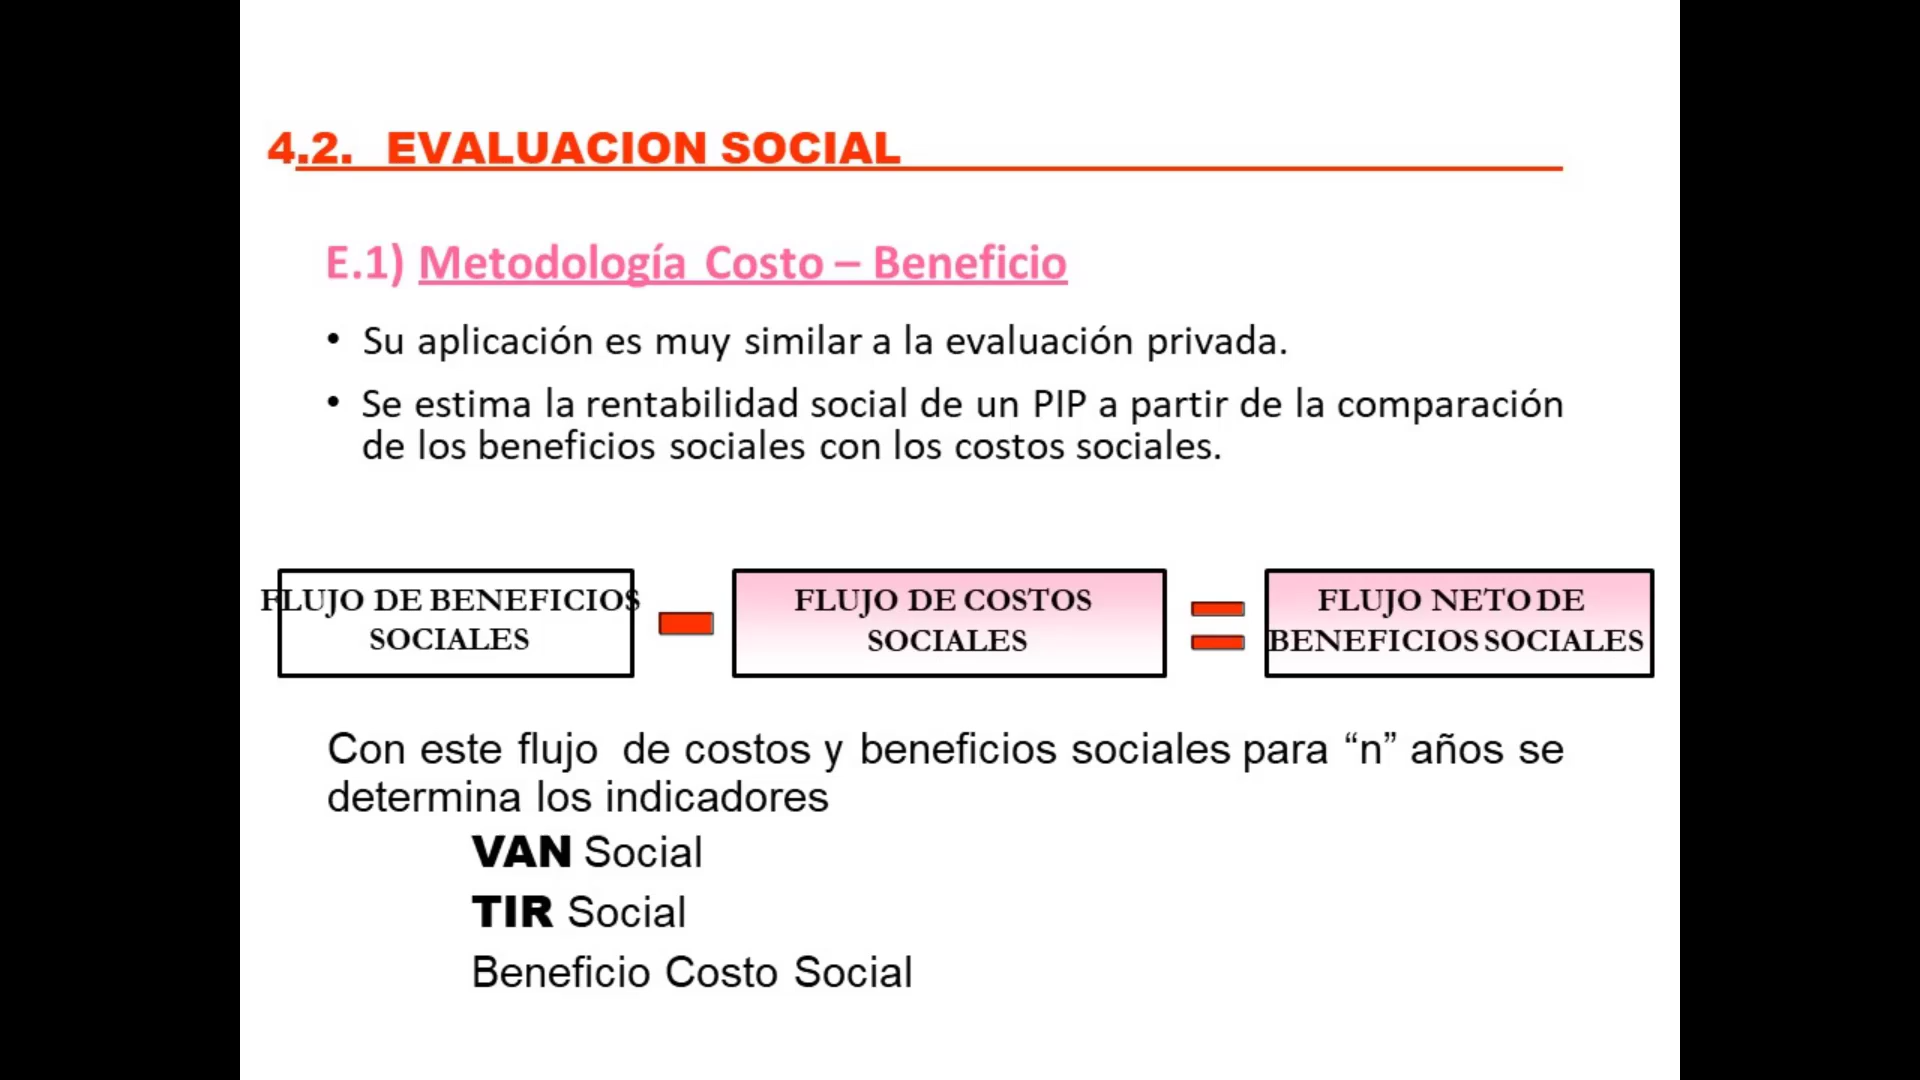 4.2. EVALUACION SOCIAL
E.1) Metodología Costo – Beneficio
• Su aplicación es muy similar a la evaluación privada.
• Se estima la rentabilidad social de un PIP a partir de la comparación
de los beneficios sociales con los costos sociales.
FLUJO DE BENEFICIOS
SOCIALES
FLUJO DE COSTOS
SOCIALES
FLUJO NETO DE
BENEFICIOS SOCIALES
Con este flujo de costos y beneficios sociales para “n” años se
determina los indicadores
VAN Social
TIR Social
Beneficio Costo Social